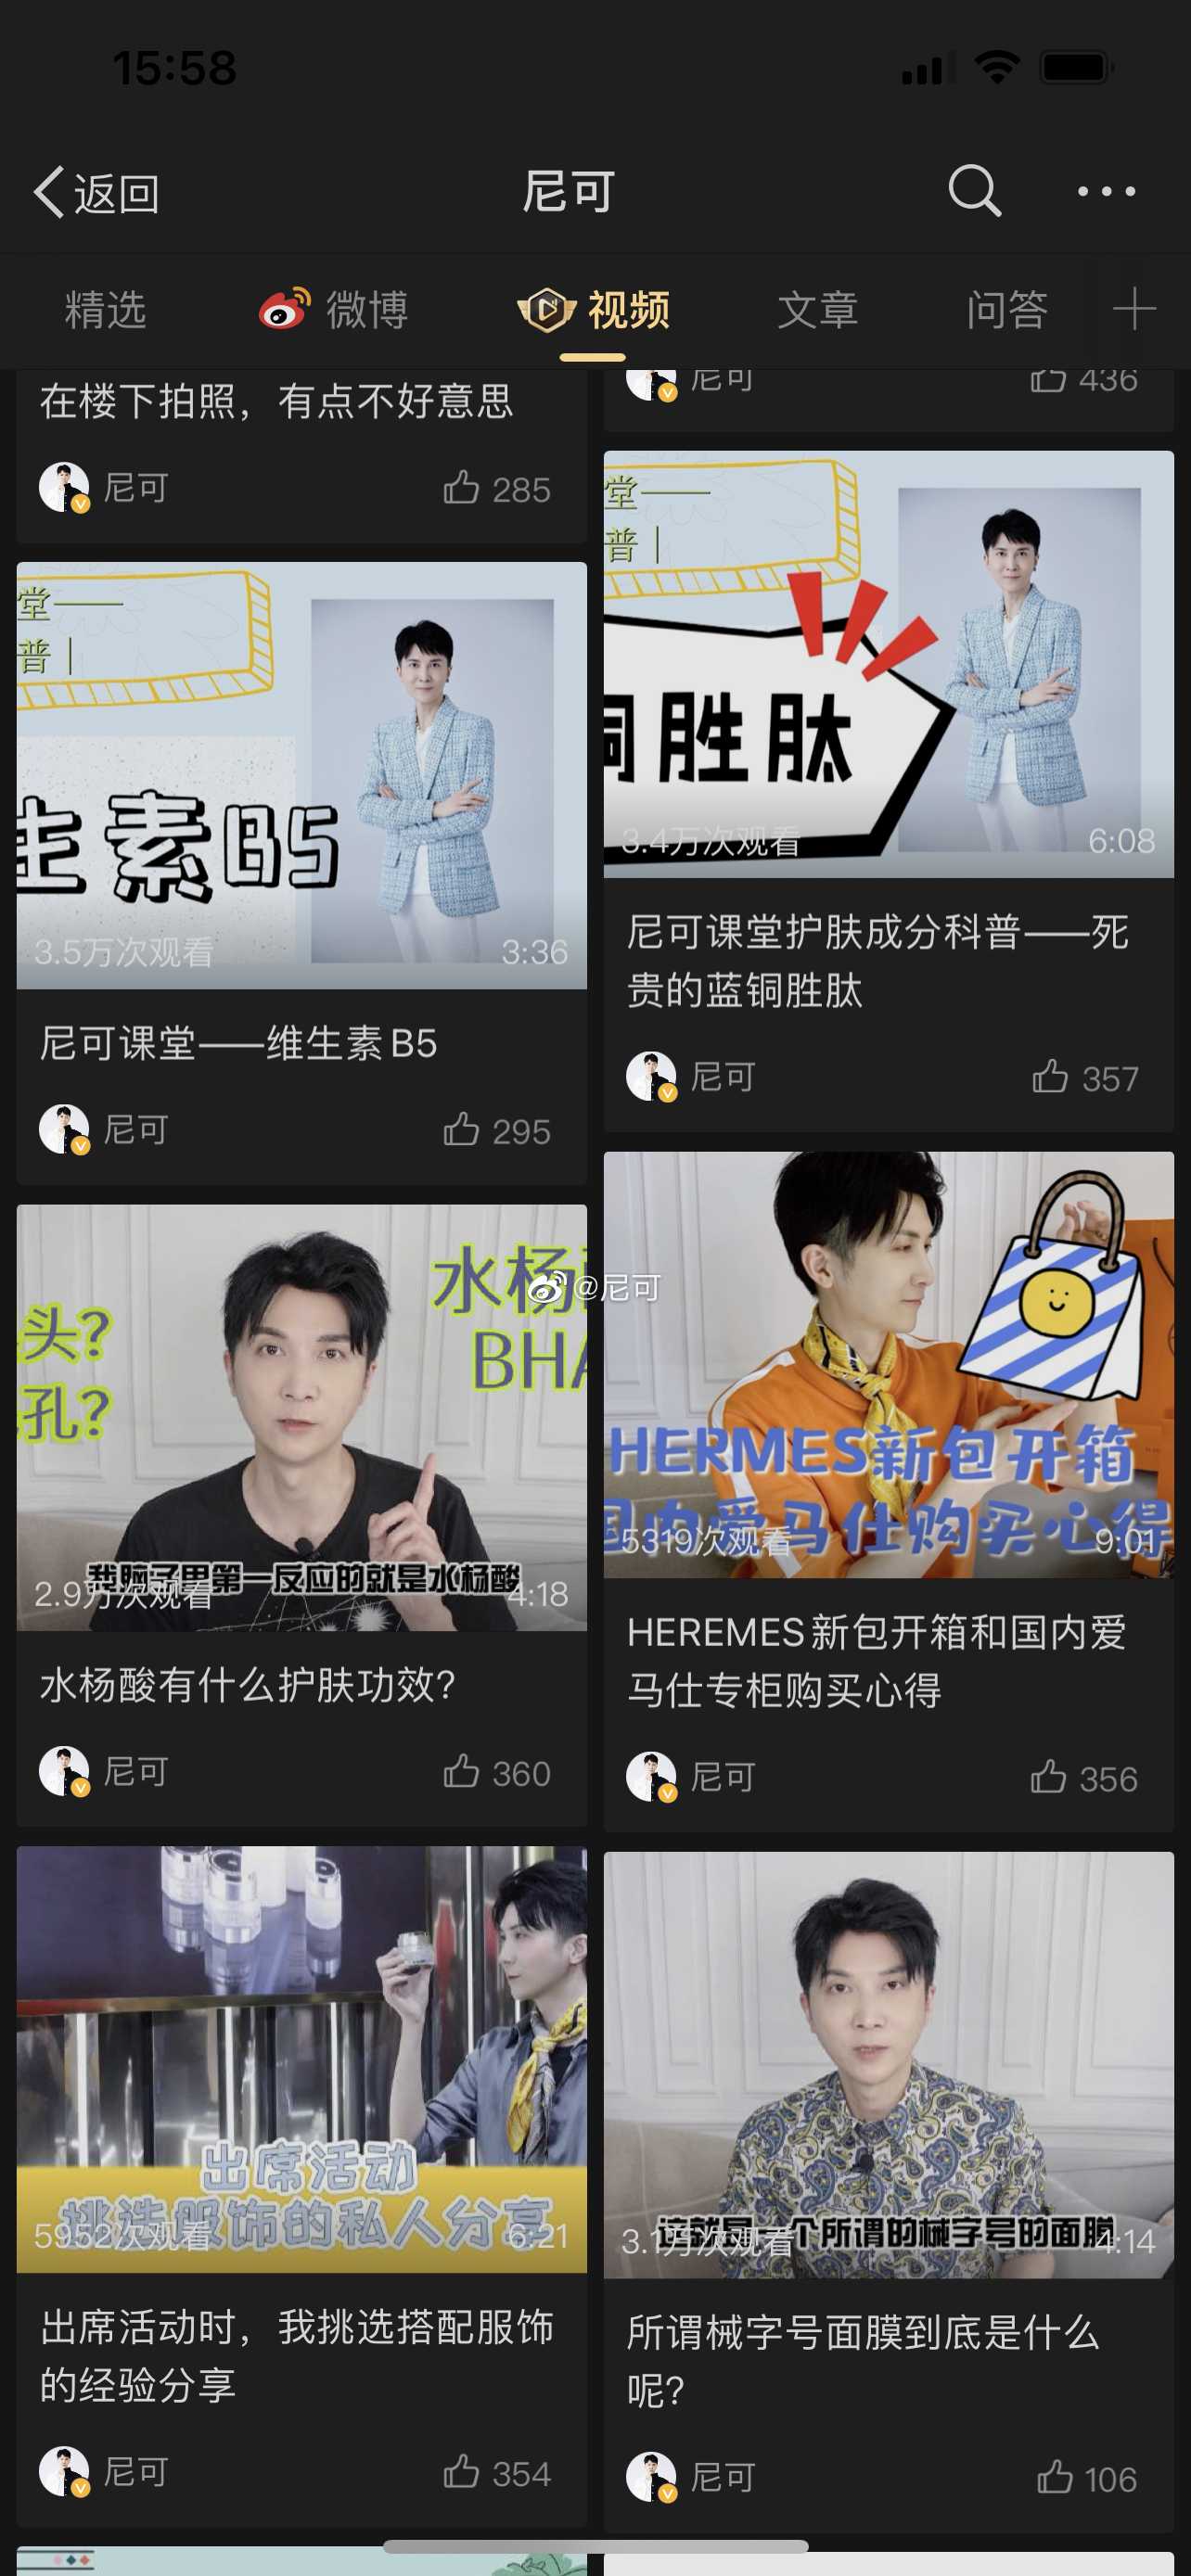 15:58
返回
尼可
精选
微博
视频
文章
问答
在楼下拍照，有点不好意思
尼可
285
堂——
普｜
生素B5
3.5万次观看
3:36
尼可课堂——维生素B5
尼可
295
头？
孔？
水杨
BHA
我脑子里第一反应的就是水杨酸
2.9万次观看
4:18
水杨酸有什么护肤功效？
尼可
360
出席活动
挑选服饰的私人分享
5952次观看
6:21
出席活动时，我挑选搭配服饰
的经验分享
尼可
354
尼可
436
堂——
普｜
铜胜肽
3.4万次观看
6:08
尼可课堂护肤成分科普——死
贵的蓝铜胜肽
尼可
357
@尼可
HERMES新包开箱
国内爱马仕购买心得
5319次观看
9:01
HEREMES新包开箱和国内爱
马仕专柜购买心得
尼可
356
这就是一个所谓的械字号的面膜
3.1万次观看
4:14
所谓械字号面膜到底是什么
呢？
尼可
106